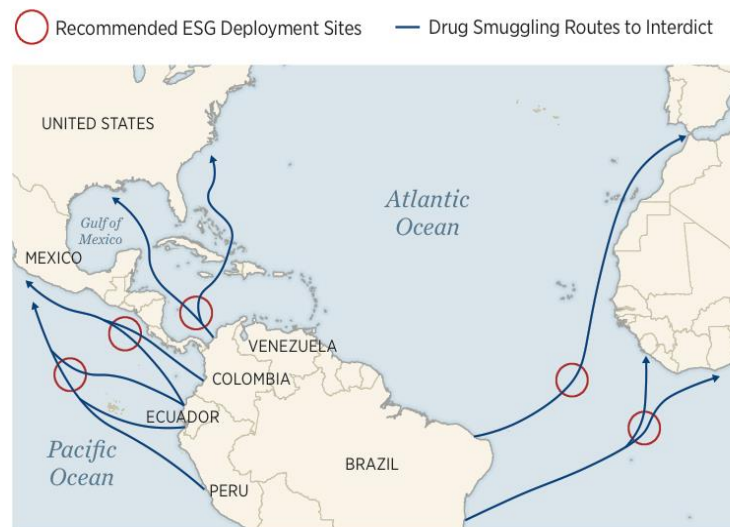 Recommended ESG Deployment Sites
Drug Smuggling Routes to Interdict
UNITED STATES
Atlantic
Ocean
Gulf of
Mexico
MEXICO
VENEZUELA
COLOMBIA
ECUADOR
Pacific
Ocean
BRAZIL
PERU